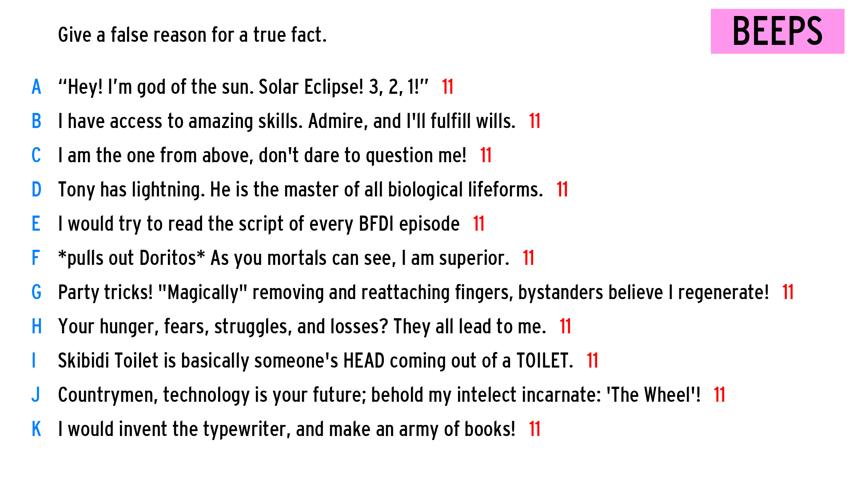 Give a false reason for a true fact.
BEEPS
A “Hey! I’m god of the sun. Solar Eclipse! 3, 2, 1!” 11
B I have access to amazing skills. Admire, and I'll fulfill wills. 11
C I am the one from above, don't dare to question me! 11
D Tony has lightning. He is the master of all biological lifeforms. 11
E I would try to read the script of every BFDI episode 11
F *pulls out Doritos* As you mortals can see, I am superior. 11
G Party tricks! "Magically" removing and reattaching fingers, bystanders believe I regenerate! 11
H Your hunger, fears, struggles, and losses? They all lead to me. 11
I Skibidi Toilet is basically someone's HEAD coming out of a TOILET. 11
J Countrymen, technology is your future; behold my intelect incarnate: 'The Wheel'! 11
K I would invent the typewriter, and make an army of books! 11